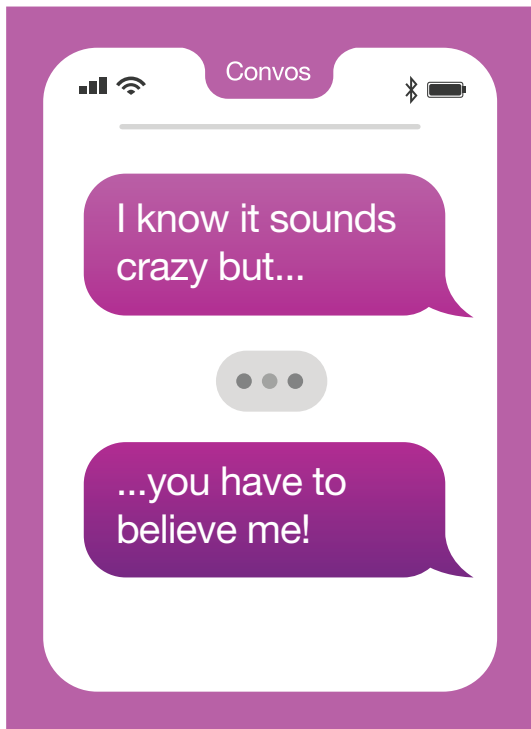 Convos
I know it sounds
crazy but...
...you have to
believe me!